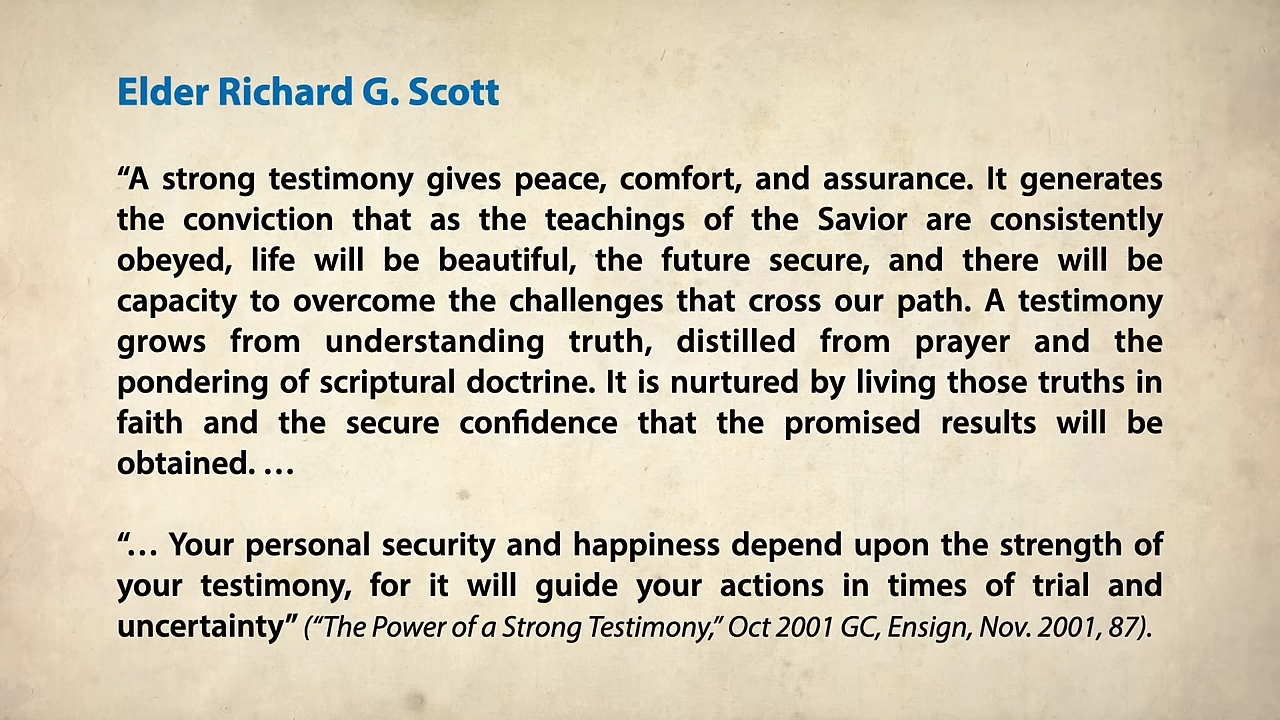 Elder Richard G. Scott
“A strong testimony gives peace, comfort, and assurance. It generates
the conviction that as the teachings of the Savior are consistently
obeyed, life will be beautiful, the future secure, and there will be
capacity to overcome the challenges that cross our path. A testimony
grows from understanding truth, distilled from prayer and the
pondering of scriptural doctrine. It is nurtured by living those truths in
faith and the secure confidence that the promised results will be
obtained. …
“… Your personal security and happiness depend upon the strength of
your testimony, for it will guide your actions in times of trial and
uncertainty” (“The Power of a Strong Testimony,” Oct 2001 GC, Ensign, Nov. 2001, 87).